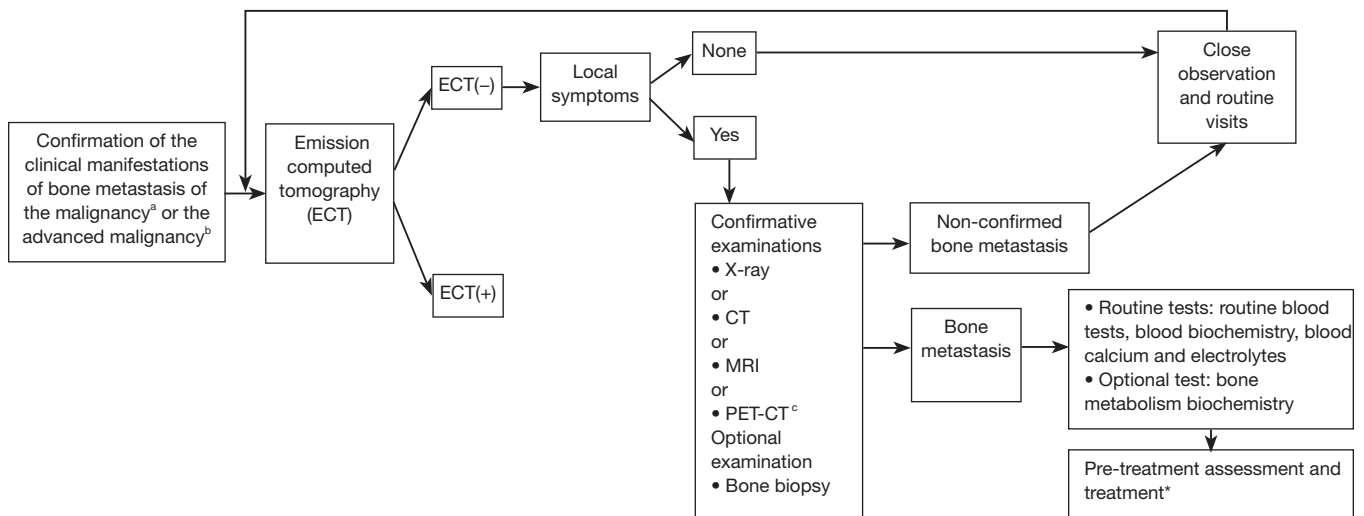 Confirmation of the
clinical manifestations
of bone metastasis of
the malignancyᵃ or the
advanced malignancyᵇ
Emission
computed
tomography
(ECT)
ECT(–)
ECT(+)
Local
symptoms
None
Yes
Close
observation
and routine
visits
Confirmative
examinations
• X-ray
or
• CT
or
• MRI
or
• PET-CT ᶜ
Optional
examination
• Bone biopsy
Non-confirmed
bone metastasis
Bone
metastasis
• Routine tests: routine blood
tests, blood biochemistry, blood
calcium and electrolytes
• Optional test: bone
metabolism biochemistry
Pre-treatment assessment and
treatment*